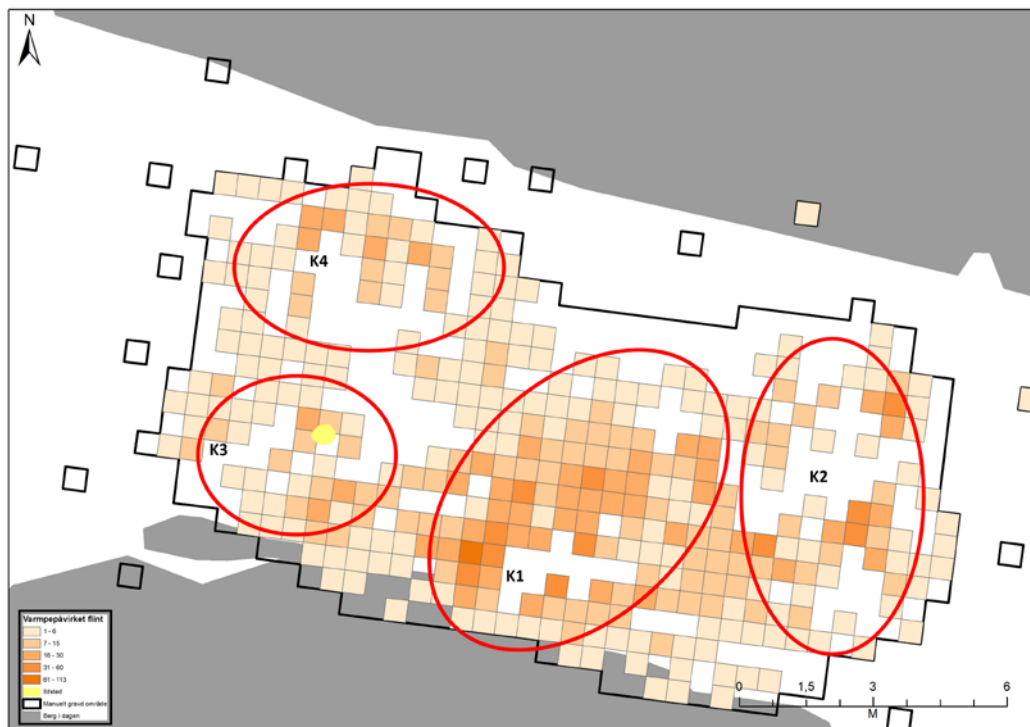 N
K4
K3
K2
K1
Varmpepåvirket flint
1 - 6
7 - 15
16 - 30
31 - 60
61 - 113
Ildsted
Manuelt gravd område
Berg i dagen
0 1,5 3 6
M